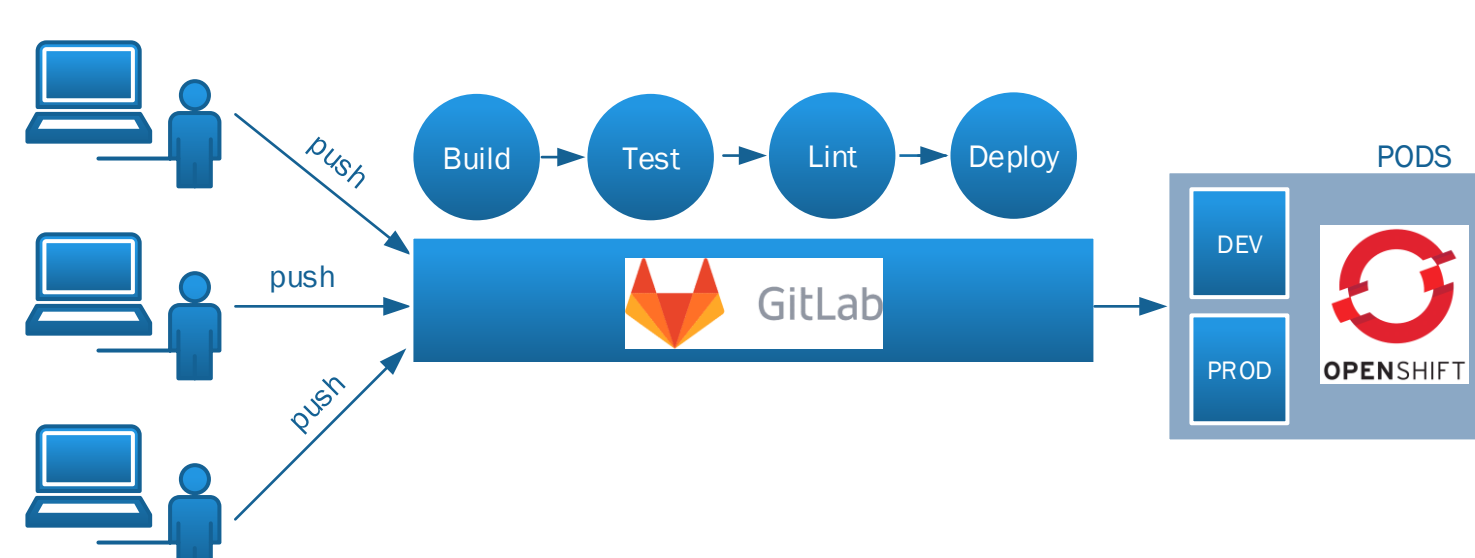 push
push
push
Build
Test
Lint
Deploy
GitLab
PODS
DEV
PROD
OPENSHIFT